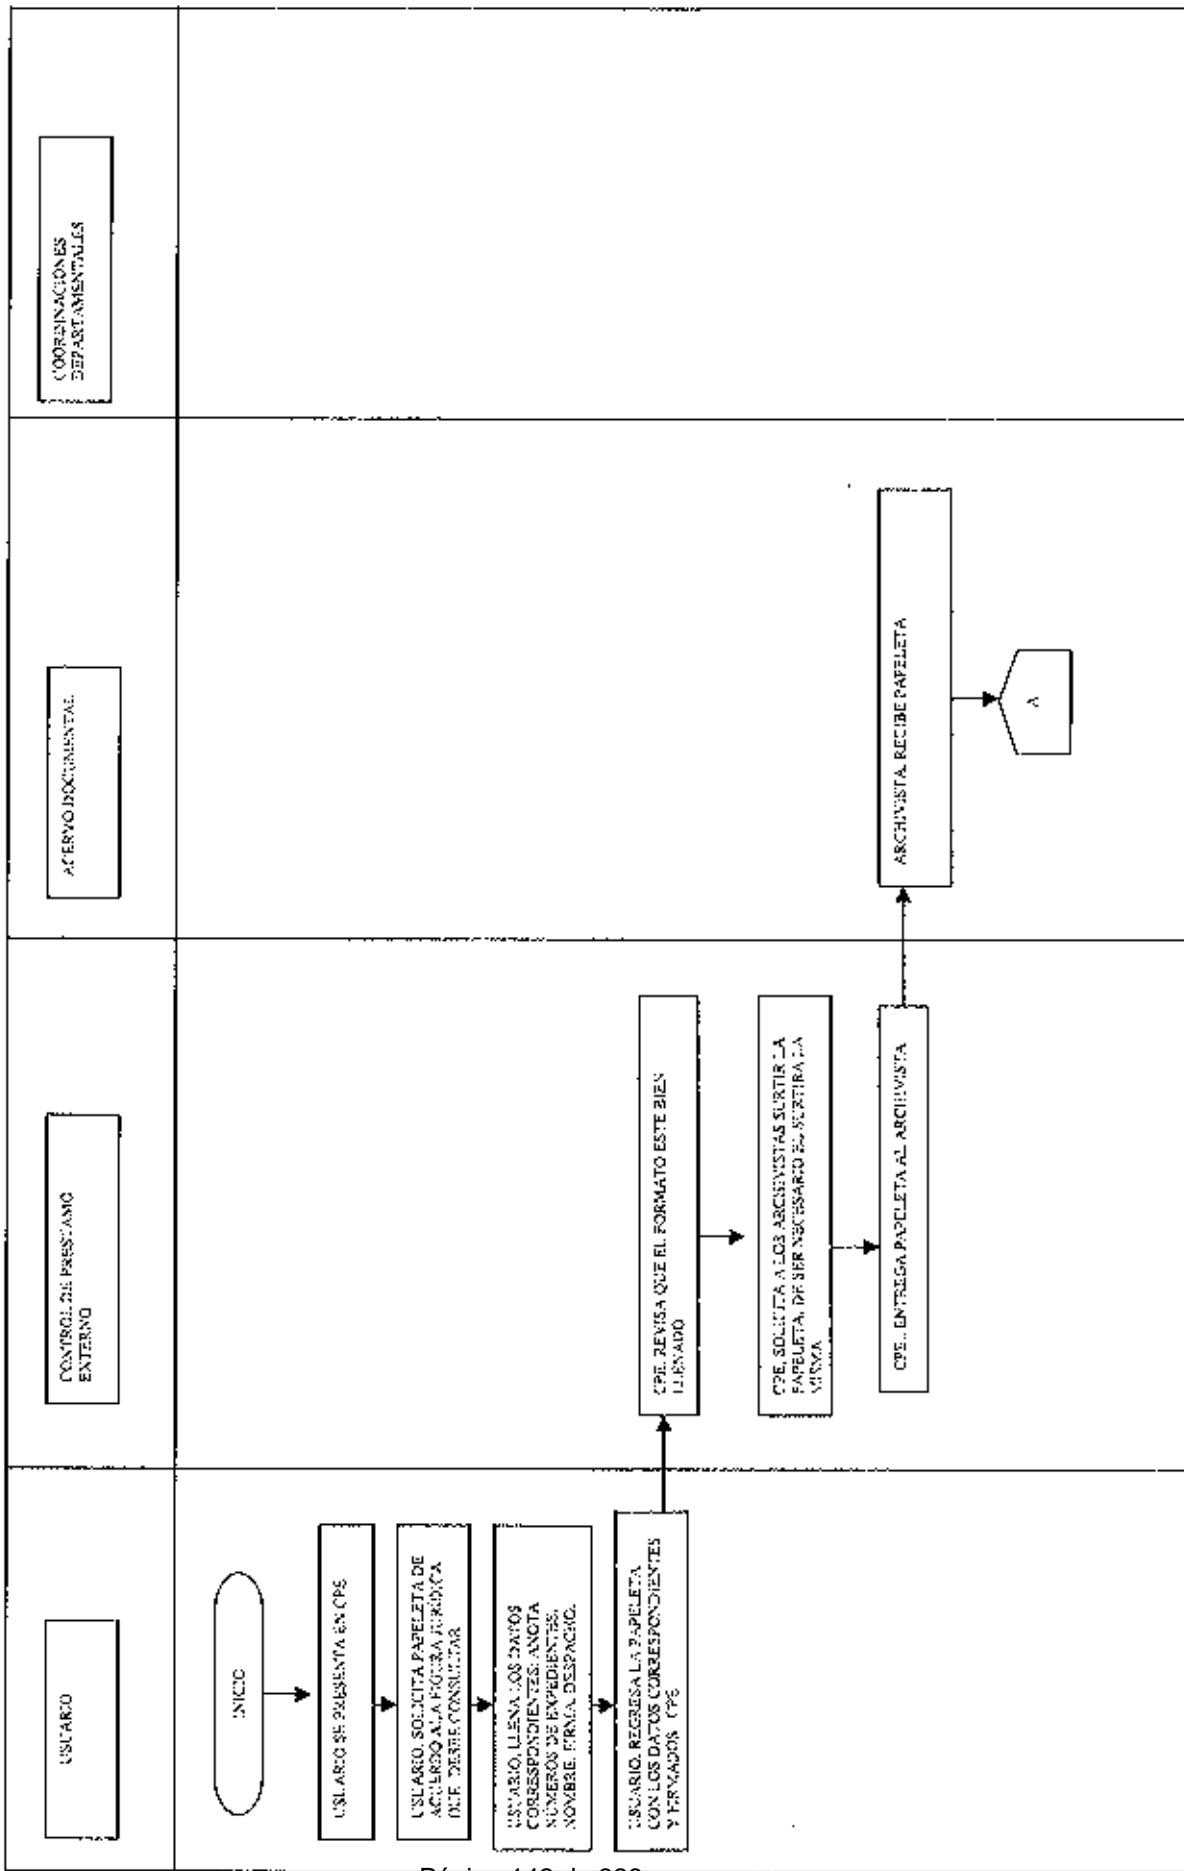 USUARIO
CONTROL DE PRESTAMO
EXTERNO
ACERVO DOCUMENTAL
COORDINACIONES
DEPARTAMENTALES
INICIO
USUARIO SE PRESENTA EN CPE
USUARIO, SOLICITA PAPELETA DE
ACUERDO A LA FIGURA JURÍDICA
QUE DESEE CONSULTAR
USUARIO, LLENA LOS DATOS
CORRESPONDIENTES: ANOTA
NÚMEROS DE EXPEDIENTES,
NOMBRE, FIRMA, DESPACHO.
USUARIO, REGRESA LA PAPELETA
CON LOS DATOS CORRESPONDIENTES
Y FIRMADOS CPE
CPE, REVISA QUE EL FORMATO ESTE BIEN
LLENADO
CPE, SOLICITA A LOS ARCHIVISTAS SURTIR LA
PAPELETA, DE SER NECESARIO EL SURTIRA LA
MISMA
CPE, ENTREGA PAPELETA AL ARCHIVISTA
ARCHIVISTA, RECIBE PAPELETA
A